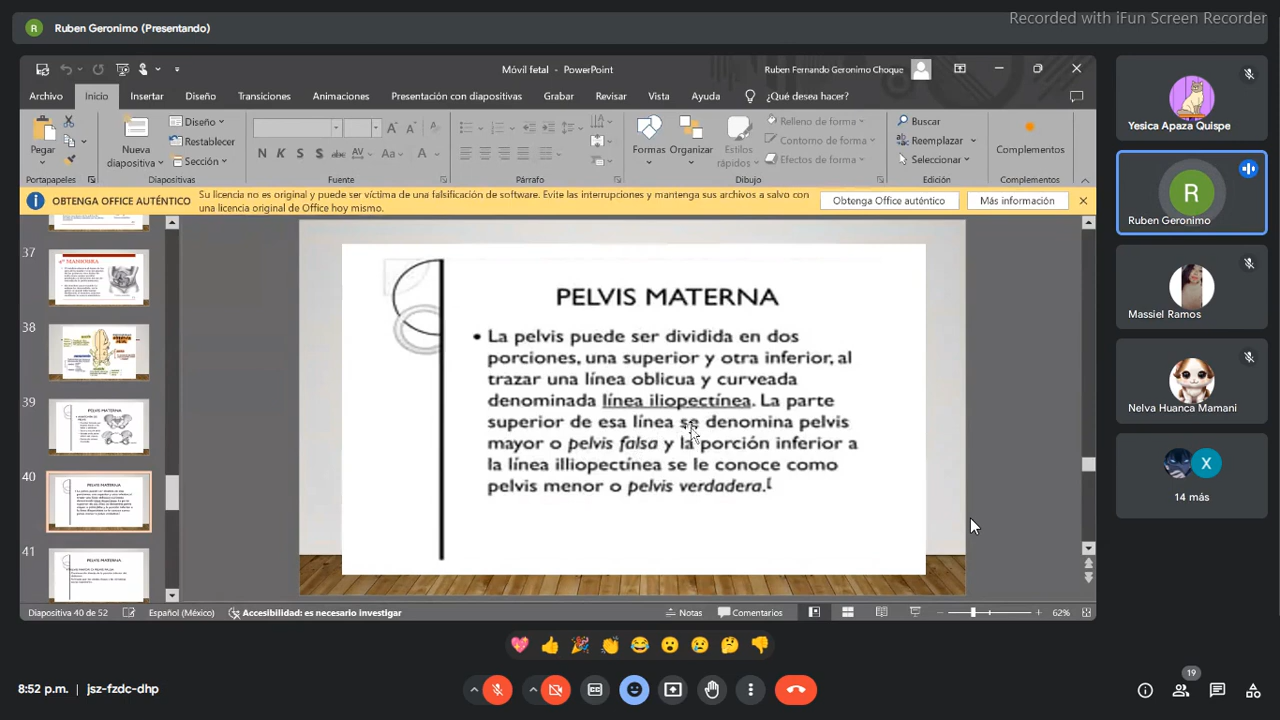 Recorded with iFun Screen Recorder
R Ruben Geronimo (Presentando)
Móvil fetal - PowerPoint
Ruben Fernando Geronimo Choque
Archivo Inicio Insertar Diseño Transiciones Animaciones Presentación con diapositivas Grabar Revisar Vista Ayuda ¿Qué desea hacer?
Pegar
Nueva diapositiva
Diseño
Restablecer
Sección
N K S S abc AV Aa A
Formas Organizar Estilos rápidos
Relleno de forma
Contorno de forma
Efectos de forma
Buscar
Reemplazar
Seleccionar
Complementos
Portapapeles Diapositivas Fuente Párrafo Dibujo Edición Complementos
OBTENGA OFFICE AUTÉNTICO
Su licencia no es original y puede ser víctima de una falsificación de software. Evite las interrupciones y mantenga sus archivos a salvo con
una licencia original de Office hoy mismo.
Obtenga Office auténtico
Más información
37
38
39
40
41
PELVIS MATERNA
• La pelvis puede ser dividida en dos
porciones, una superior y otra inferior, al
trazar una línea oblicua y curveada
denominada línea iliopectínea. La parte
superior de esa línea se denomina pelvis
mayor o pelvis falsa y la porción inferior a
la línea illiopectínea se le conoce como
pelvis menor o pelvis verdadera.
Diapositiva 40 de 52
Español (México)
Accesibilidad: es necesario investigar
Notas
Comentarios
62%
Yesica Apaza Quispe
R
Ruben Geronimo
Massiel Ramos
Nelva Huanca Mamani
X
14 más
8:52 p.m. | jsz-fzdc-dhp
19